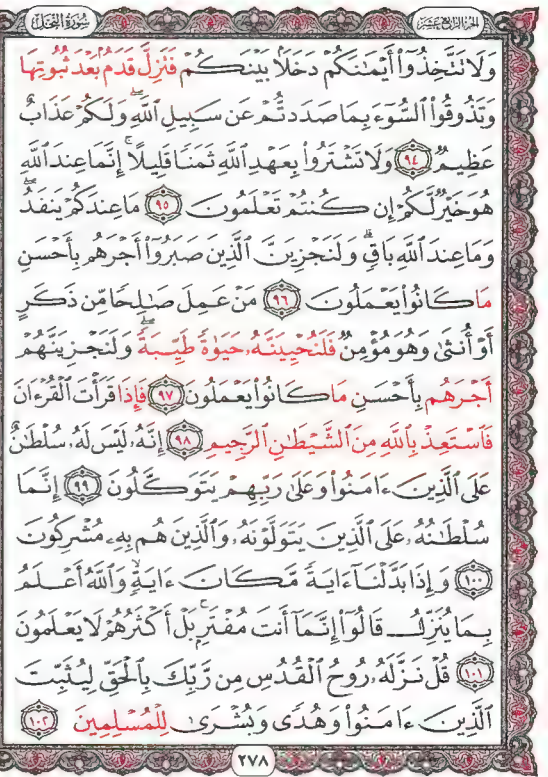 الجزء الرابع عشر
سورة النحل
وَلَا تَتَّخِذُوٓاْ أَيْمَٰنَكُمْ دَخَلًۢا بَيْنَكُمْ فَتَزِلَّ قَدَمٌۢ بَعْدَ ثُبُوتِهَا
وَتَذُوقُواْ ٱلسُّوٓءَ بِمَا صَدَدتُّمْ عَن سَبِيلِ ٱللَّهِ وَلَكُمْ عَذَابٌ
عَظِيمٌ ٩٤ وَلَا تَشْتَرُواْ بِعَهْدِ ٱللَّهِ ثَمَنًا قَلِيلًا ۚ إِنَّمَا عِندَ ٱللَّهِ
هُوَ خَيْرٌ لَّكُمْ إِن كُنتُمْ تَعْلَمُونَ ٩٥ مَا عِندَكُمْ يَنفَدُ ۖ
وَمَا عِندَ ٱللَّهِ بَاقٍ ۗ وَلَنَجْزِيَنَّ ٱلَّذِينَ صَبَرُوٓاْ أَجْرَهُم بِأَحْسَنِ
مَا كَانُواْ يَعْمَلُونَ ٩٦ مَنْ عَمِلَ صَٰلِحًا مِّن ذَكَرٍ
أَوْ أُنثَىٰ وَهُوَ مُؤْمِنٌ فَلَنُحْيِيَنَّهُۥ حَيَوٰةً طَيِّبَةً ۖ وَلَنَجْزِيَنَّهُمْ
أَجْرَهُم بِأَحْسَنِ مَا كَانُواْ يَعْمَلُونَ ٩٧ فَإِذَا قَرَأْتَ ٱلْقُرْءَانَ
فَٱسْتَعِذْ بِٱللَّهِ مِنَ ٱلشَّيْطَٰنِ ٱلرَّجِيمِ ٩٨ إِنَّهُۥ لَيْسَ لَهُۥ سُلْطَٰنٌ
عَلَى ٱلَّذِينَ ءَامَنُواْ وَعَلَىٰ رَبِّهِمْ يَتَوَكَّلُونَ ٩٩ إِنَّمَا
سُلْطَٰنُهُۥ عَلَى ٱلَّذِينَ يَتَوَلَّوْنَهُۥ وَٱلَّذِينَ هُم بِهِۦ مُشْرِكُونَ
١٠٠ وَإِذَا بَدَّلْنَآ ءَايَةً مَّكَانَ ءَايَةٍ ۙ وَٱللَّهُ أَعْلَمُ
بِمَا يُنَزِّلُ قَالُوٓاْ إِنَّمَآ أَنتَ مُفْتَرٍۭ ۚ بَلْ أَكْثَرُهُمْ لَا يَعْلَمُونَ
١٠١ قُلْ نَزَّلَهُۥ رُوحُ ٱلْقُدُسِ مِن رَّبِّكَ بِٱلْحَقِّ لِيُثَبِّتَ
ٱلَّذِينَ ءَامَنُواْ وَهُدًى وَبُشْرَىٰ لِلْمُسْلِمِينَ ١٠٢
٢٧٨